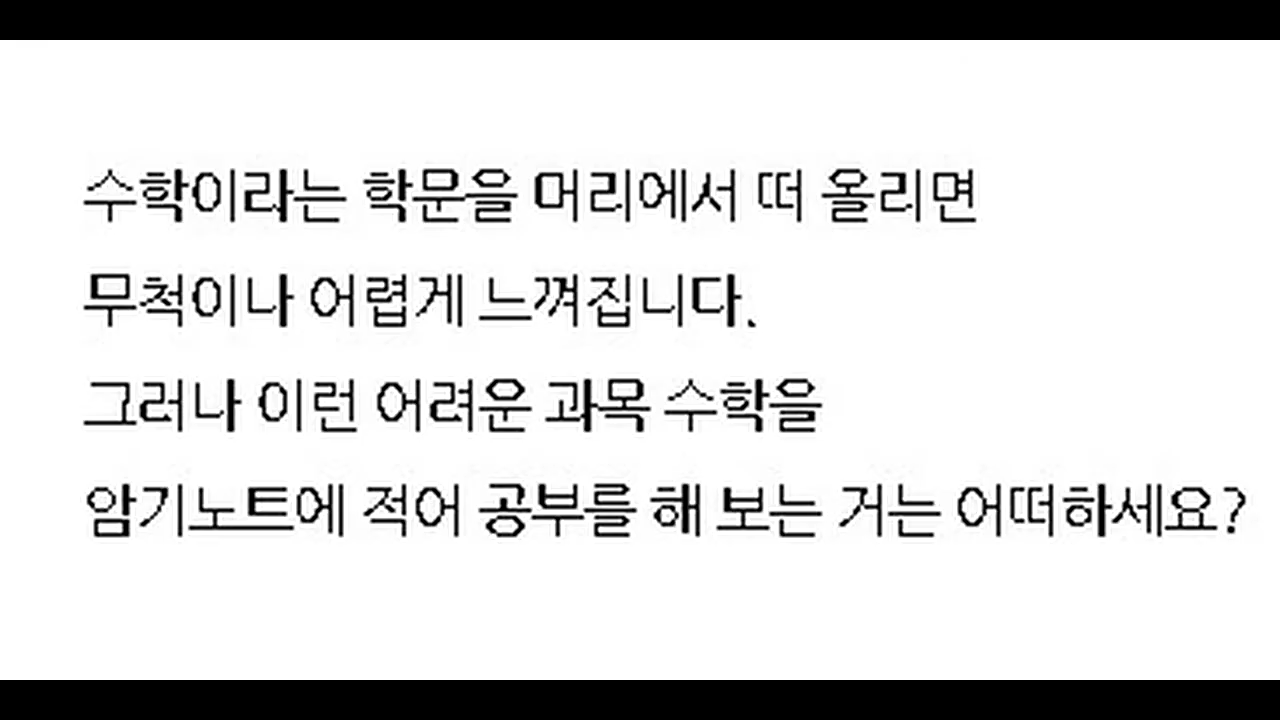 수학이라는 학문을 머리에서 떠 올리면
무척이나 어렵게 느껴집니다.
그러나 이런 어려운 과목 수학을
암기노트에 적어 공부를 해 보는 거는 어떠하세요?